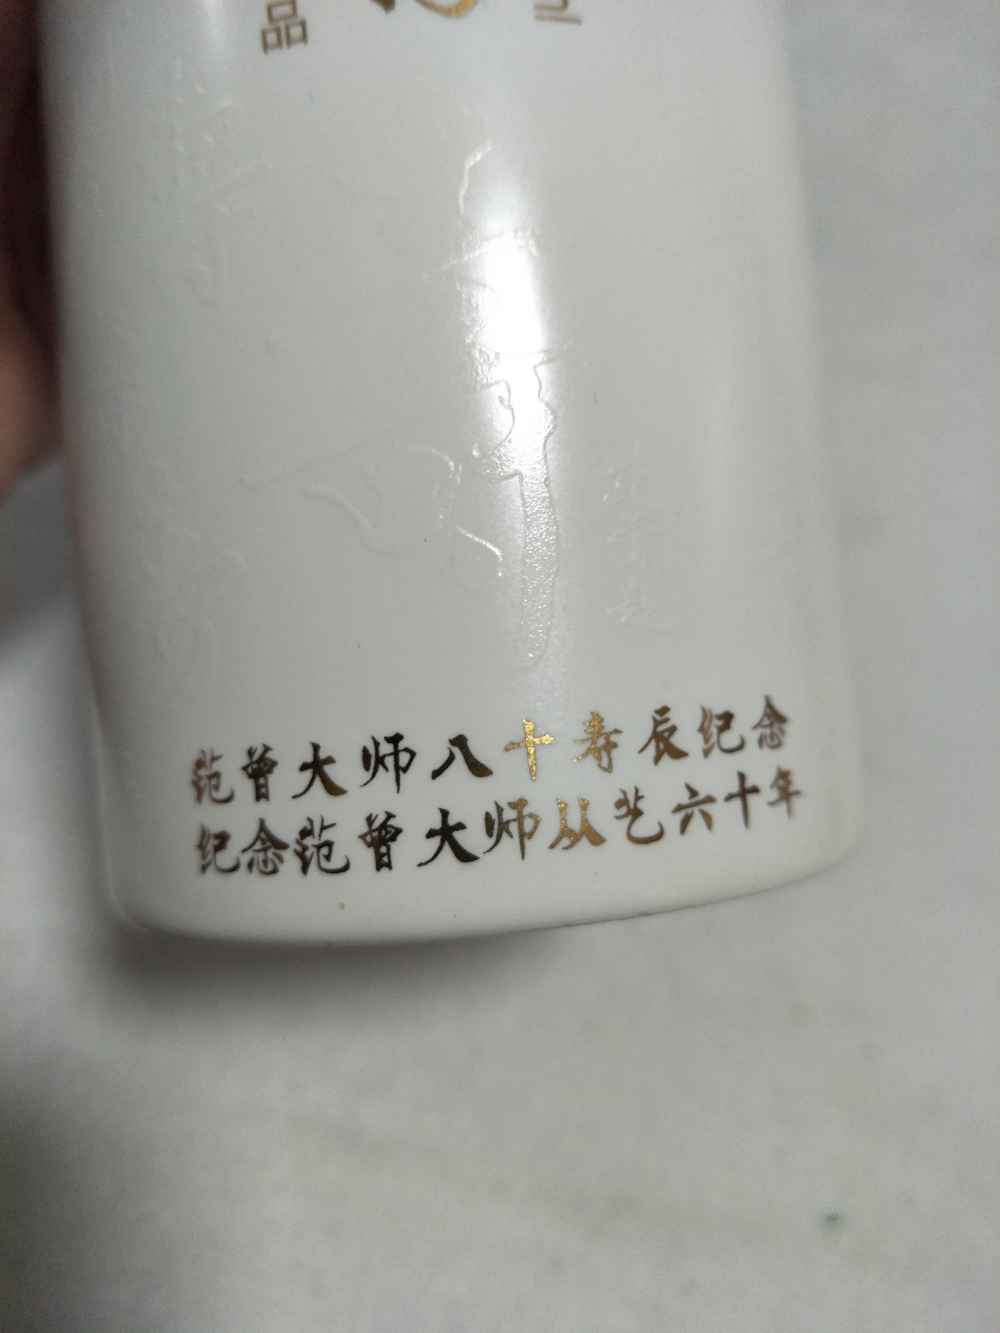 品
范曾大师八十寿辰纪念
纪念范曾大师从艺六十年